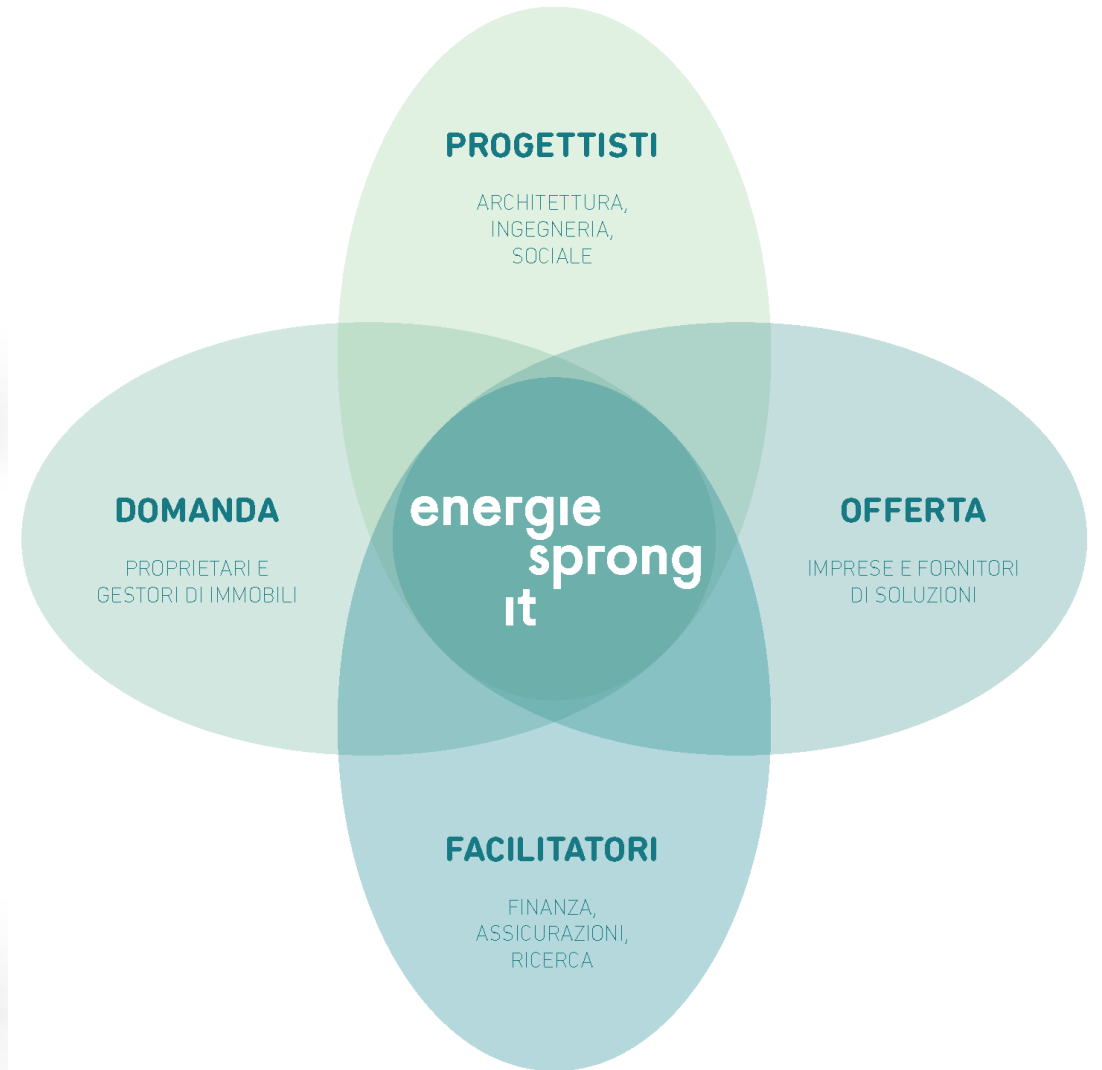 PROGETTISTI
ARCHITETTURA,
INGEGNERIA,
SOCIALE
DOMANDA
PROPRIETARI E
GESTORI DI IMMOBILI
energie
sprong
it
OFFERTA
IMPRESE E FORNITORI
DI SOLUZIONI
FACILITATORI
FINANZA,
ASSICURAZIONI,
RICERCA